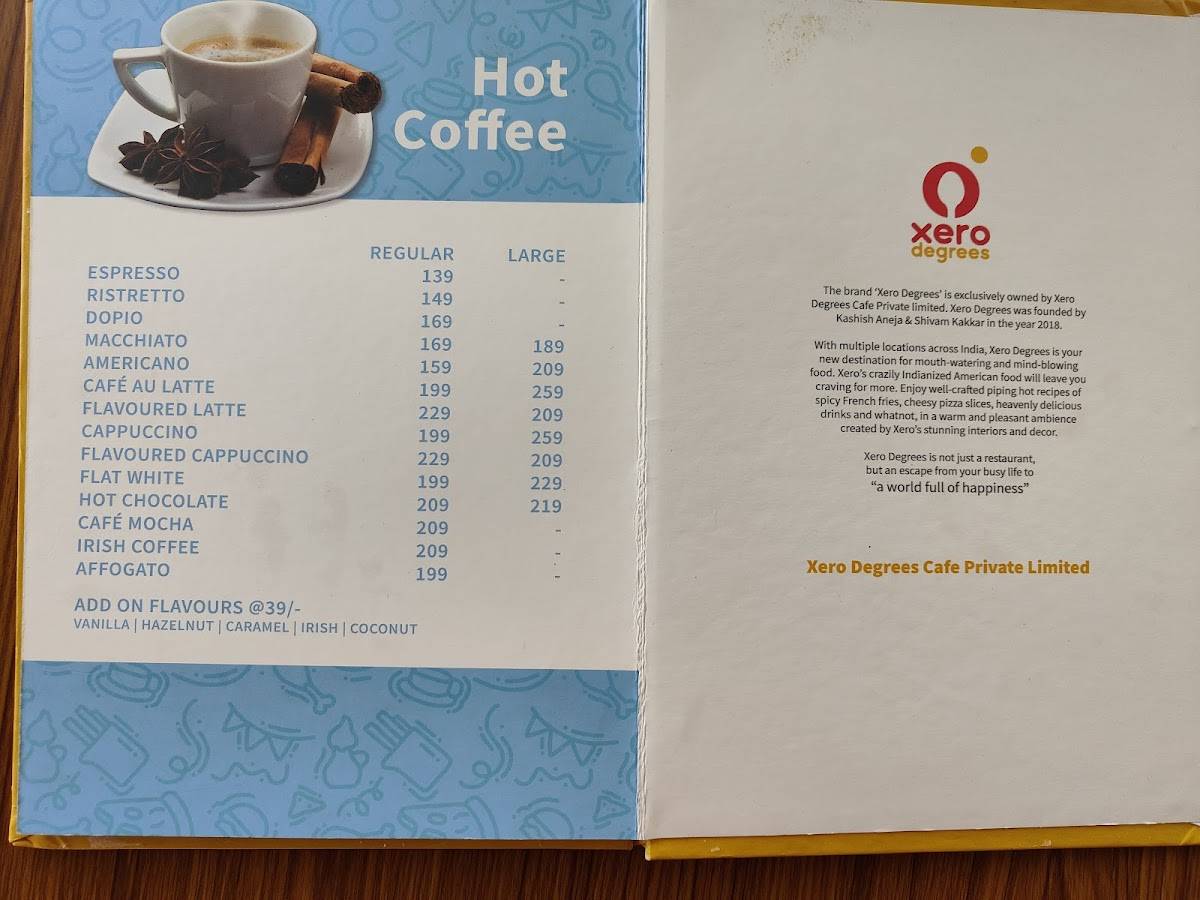 Hot
Coffee
REGULAR LARGE
ESPRESSO 139 -
RISTRETTO 149 -
DOPIO 169 -
MACCHIATO 169 189
AMERICANO 159 209
CAFÉ AU LATTE 199 259
FLAVOURED LATTE 229 209
CAPPUCCINO 199 259
FLAVOURED CAPPUCCINO 229 209
FLAT WHITE 199 229
HOT CHOCOLATE 209 219
CAFÉ MOCHA 209 -
IRISH COFFEE 209 -
AFFOGATO 199 -
ADD ON FLAVOURS @39/-
VANILLA | HAZELNUT | CARAMEL | IRISH | COCONUT
xero
degrees
The brand ‘Xero Degrees’ is exclusively owned by Xero
Degrees Cafe Private limited. Xero Degrees was founded by
Kashish Aneja & Shivam Kakkar in the year 2018.
With multiple locations across India, Xero Degrees is your
new destination for mouth-watering and mind-blowing
food. Xero's crazily Indianized American food will leave you
craving for more. Enjoy well-crafted piping hot recipes of
spicy French fries, cheesy pizza slices, heavenly delicious
drinks and whatnot, in a warm and pleasant ambience
created by Xero's stunning interiors and decor.
Xero Degrees is not just a restaurant,
but an escape from your busy life to
“a world full of happiness”
Xero Degrees Cafe Private Limited